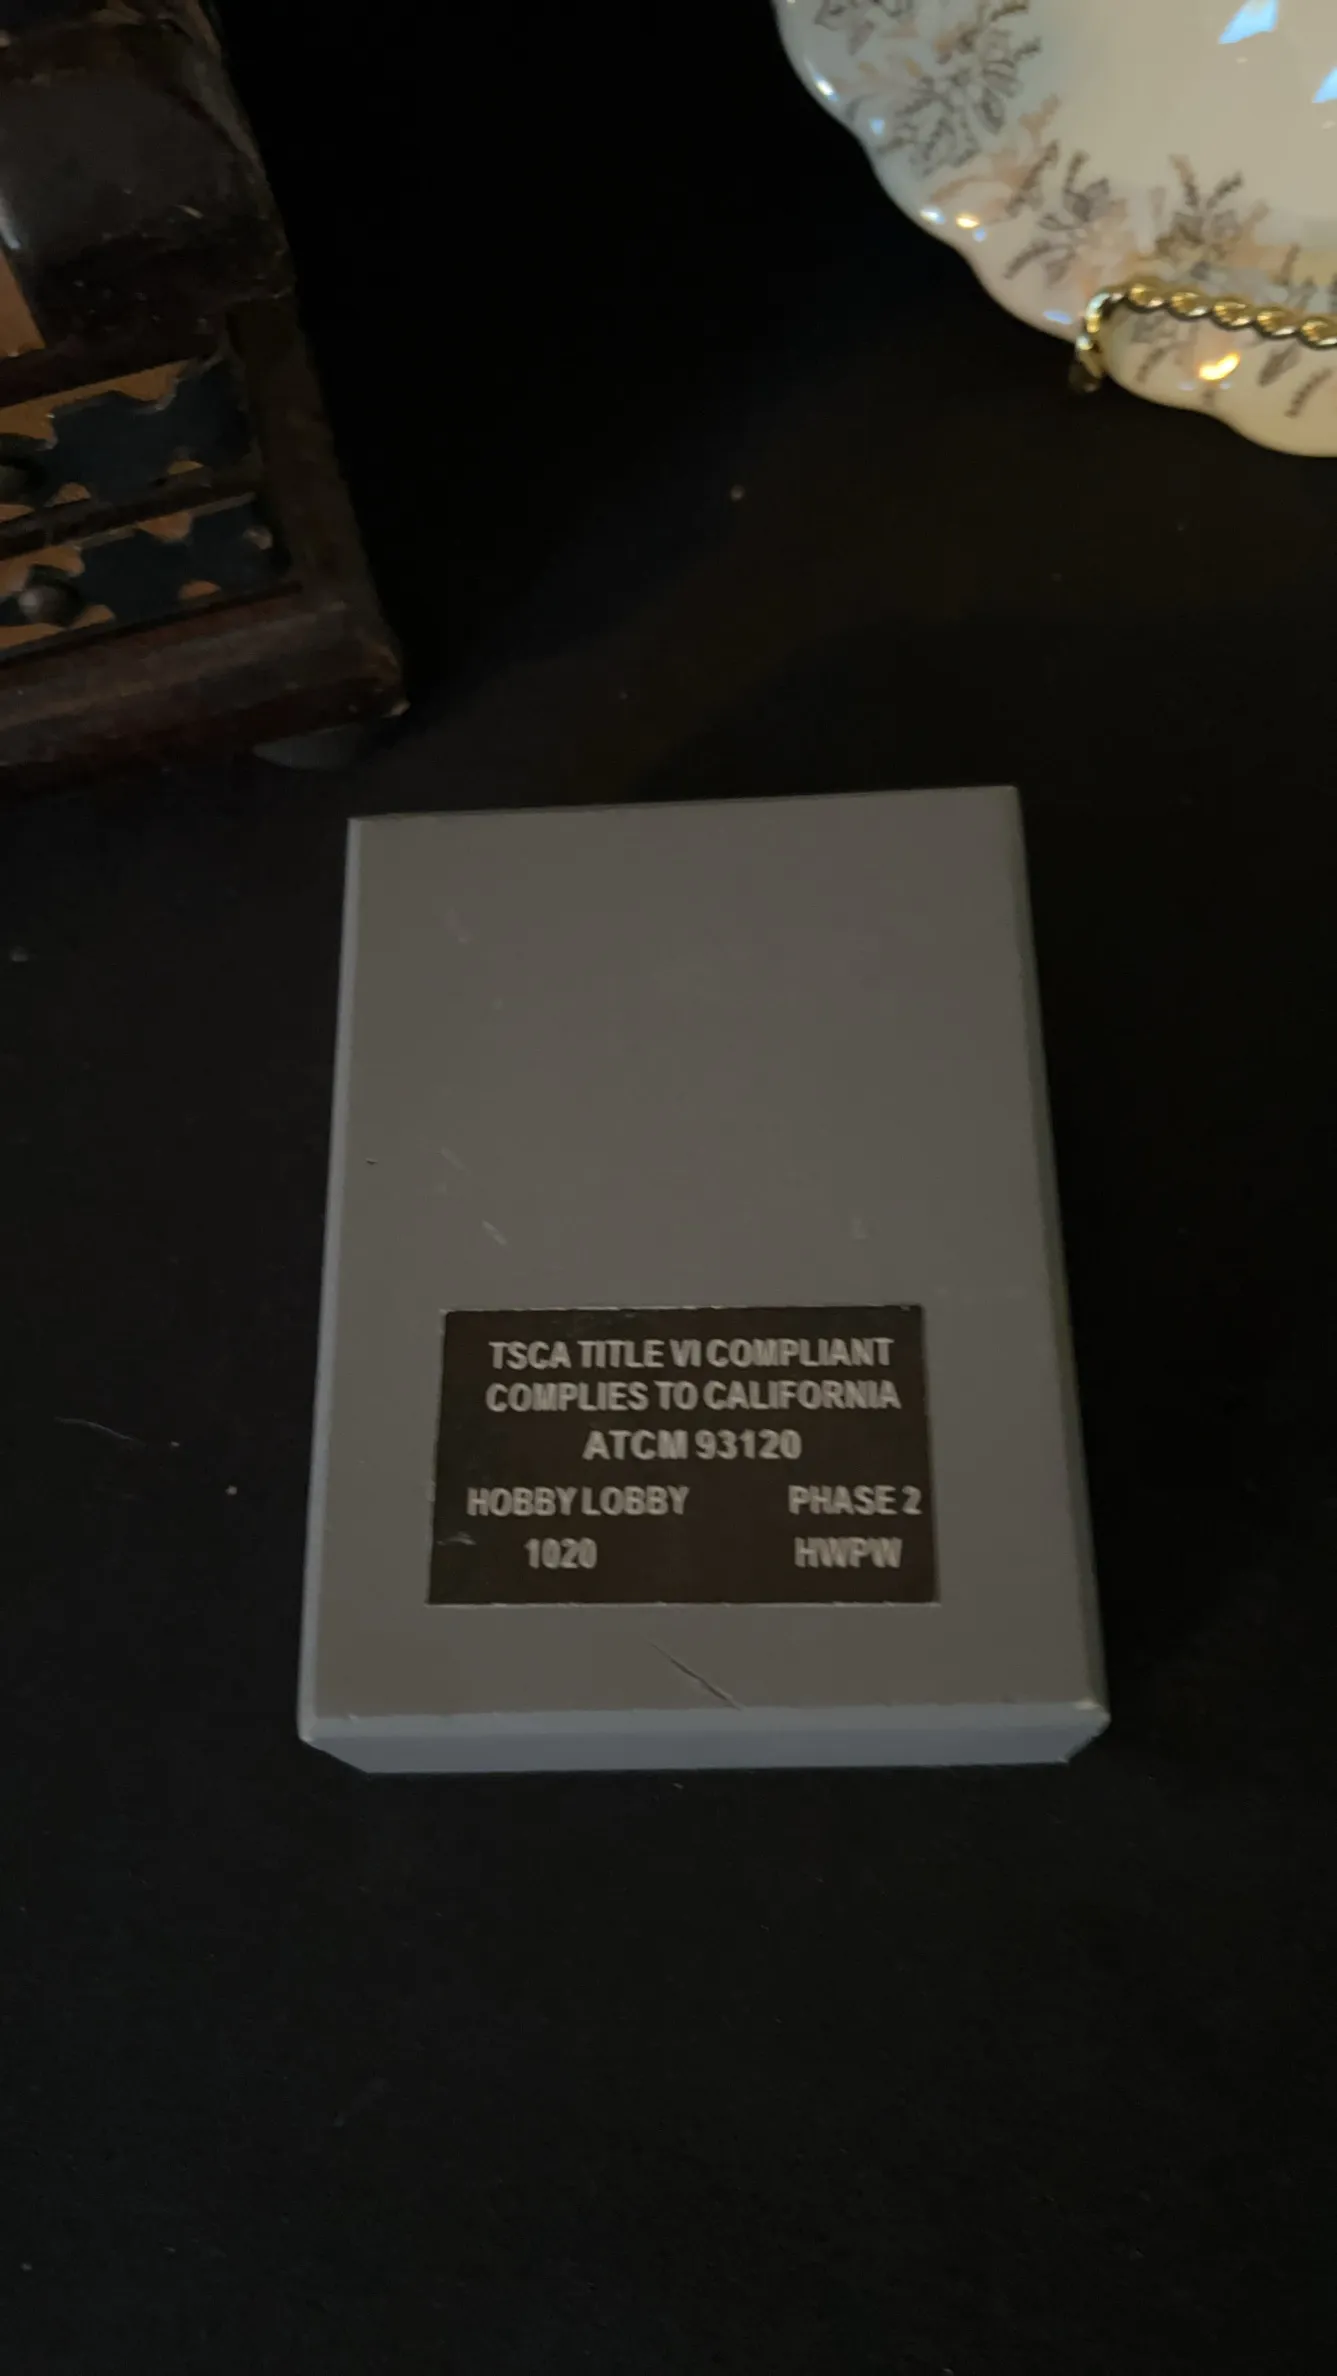 TSCA TITLE VI COMPLIANT
COMPLIES TO CALIFORNIA
ATCM 93120
HOBBY LOBBY PHASE 2
1020 HWPW